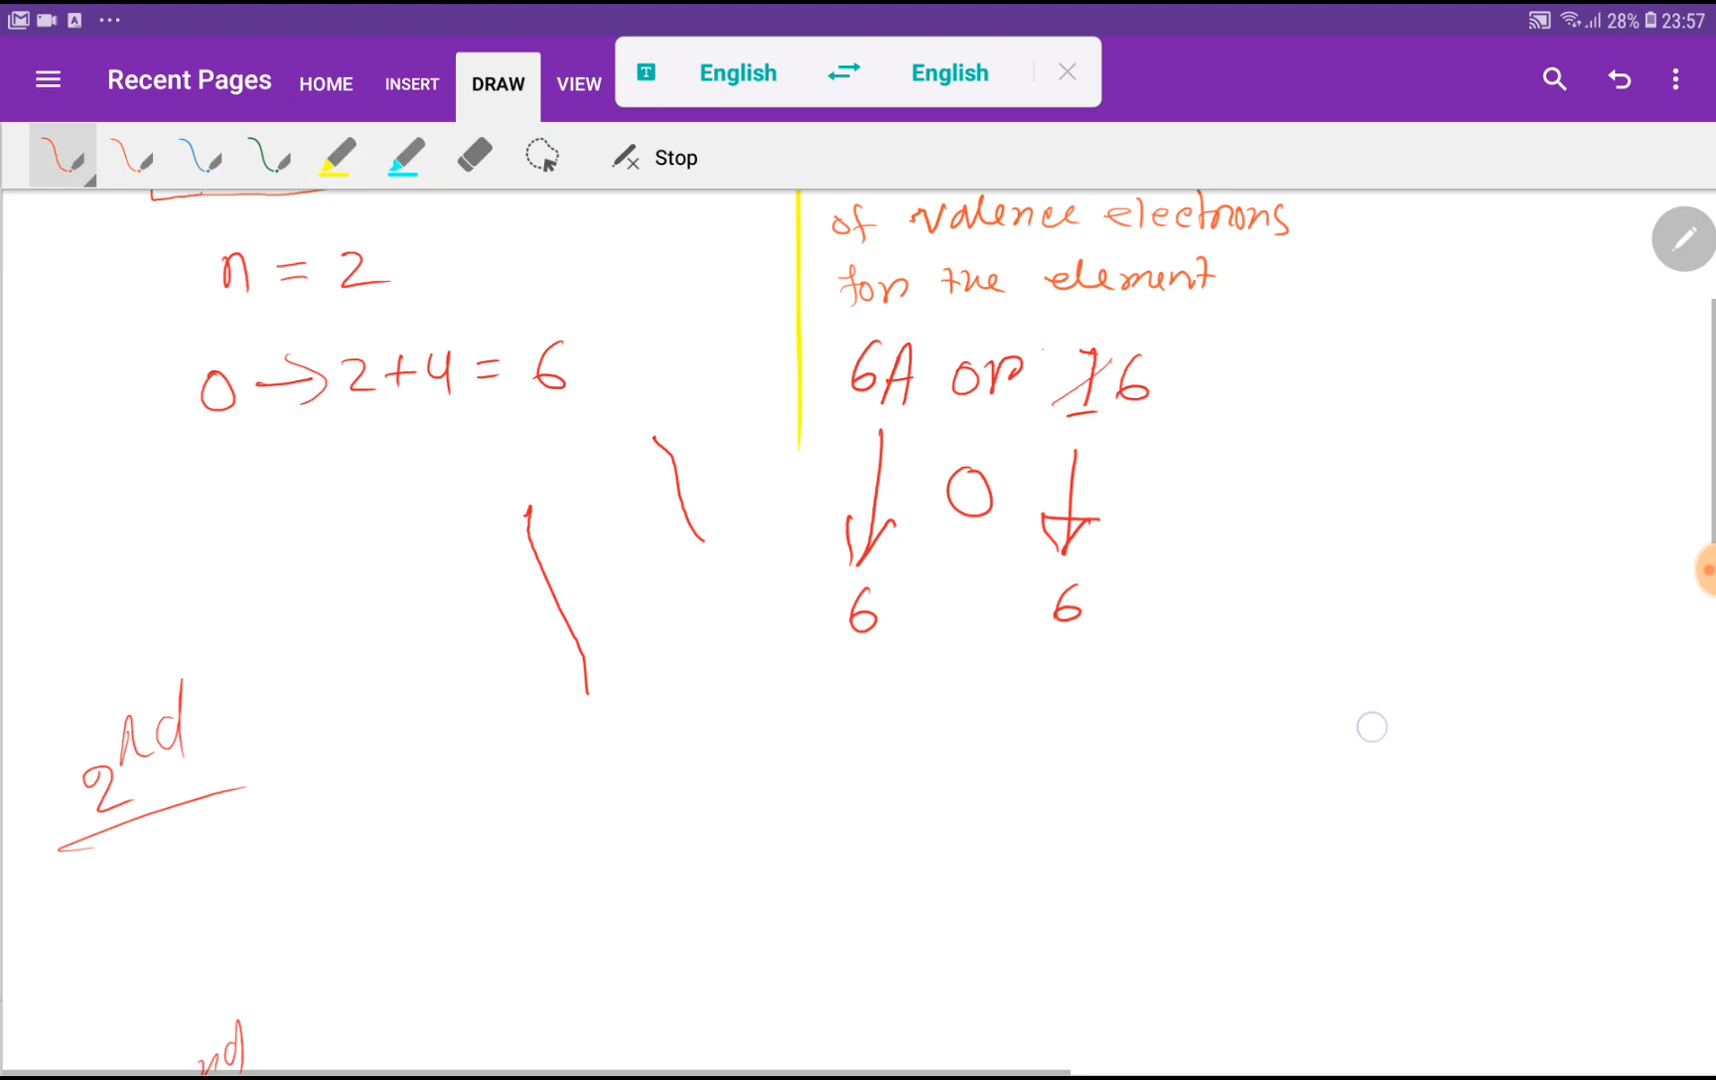 28% 23:57
Recent Pages HOME INSERT DRAW VIEW
English English
Stop
n = 2
O → 2+4 = 6
of valence electrons
for the element
6A or 16
O
6 6
2nd
nd